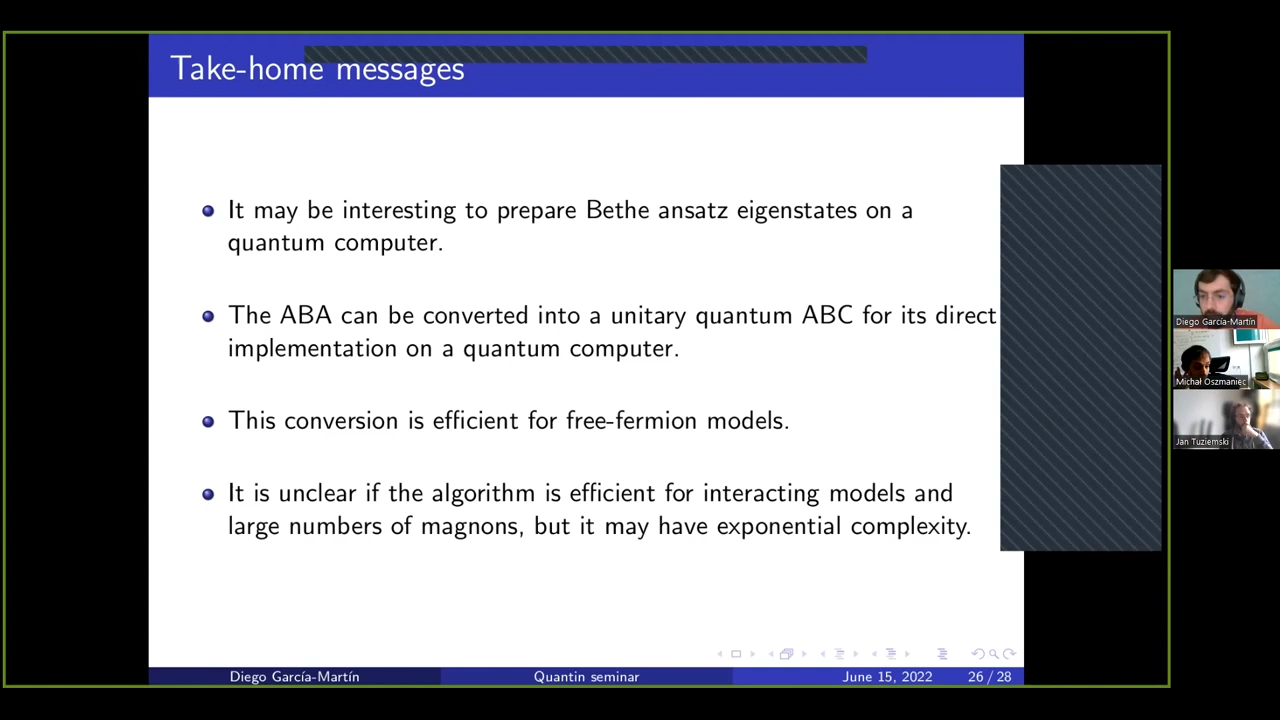 Take-home messages
It may be interesting to prepare Bethe ansatz eigenstates on a
quantum computer.
The ABA can be converted into a unitary quantum ABC for its direct
implementation on a quantum computer.
This conversion is efficient for free-fermion models.
It is unclear if the algorithm is efficient for interacting models and
large numbers of magnons, but it may have exponential complexity.
Diego García-Martín
Michał Oszmaniec
Jan Tuziemski
Diego García-Martín Quantin seminar June 15, 2022 26 / 28